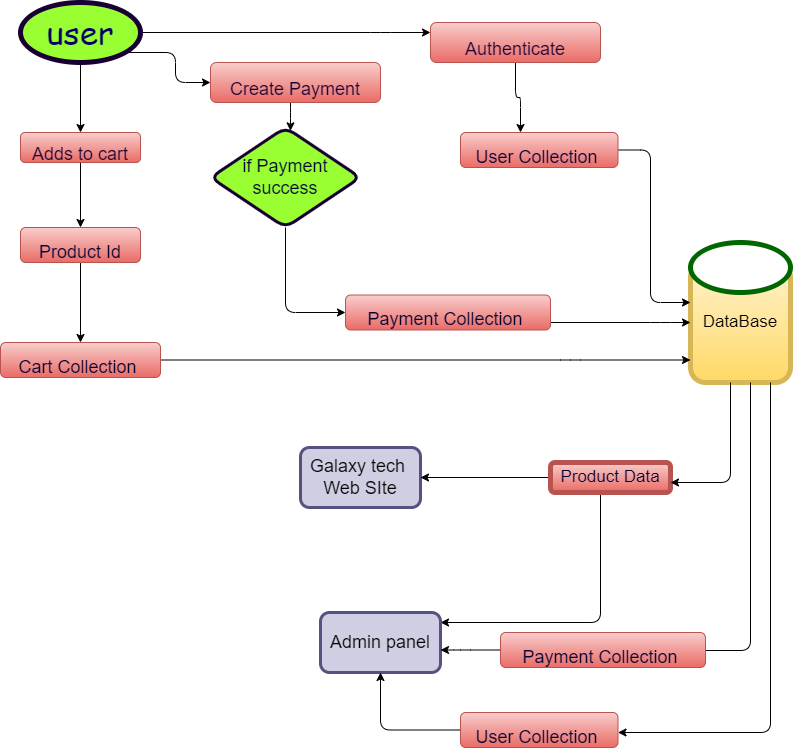 user
Authenticate
Create Payment
Adds to cart
if Payment
success
User Collection
Product Id
Payment Collection
DataBase
Cart Collection
Galaxy tech
Web SIte
Product Data
Admin panel
Payment Collection
User Collection